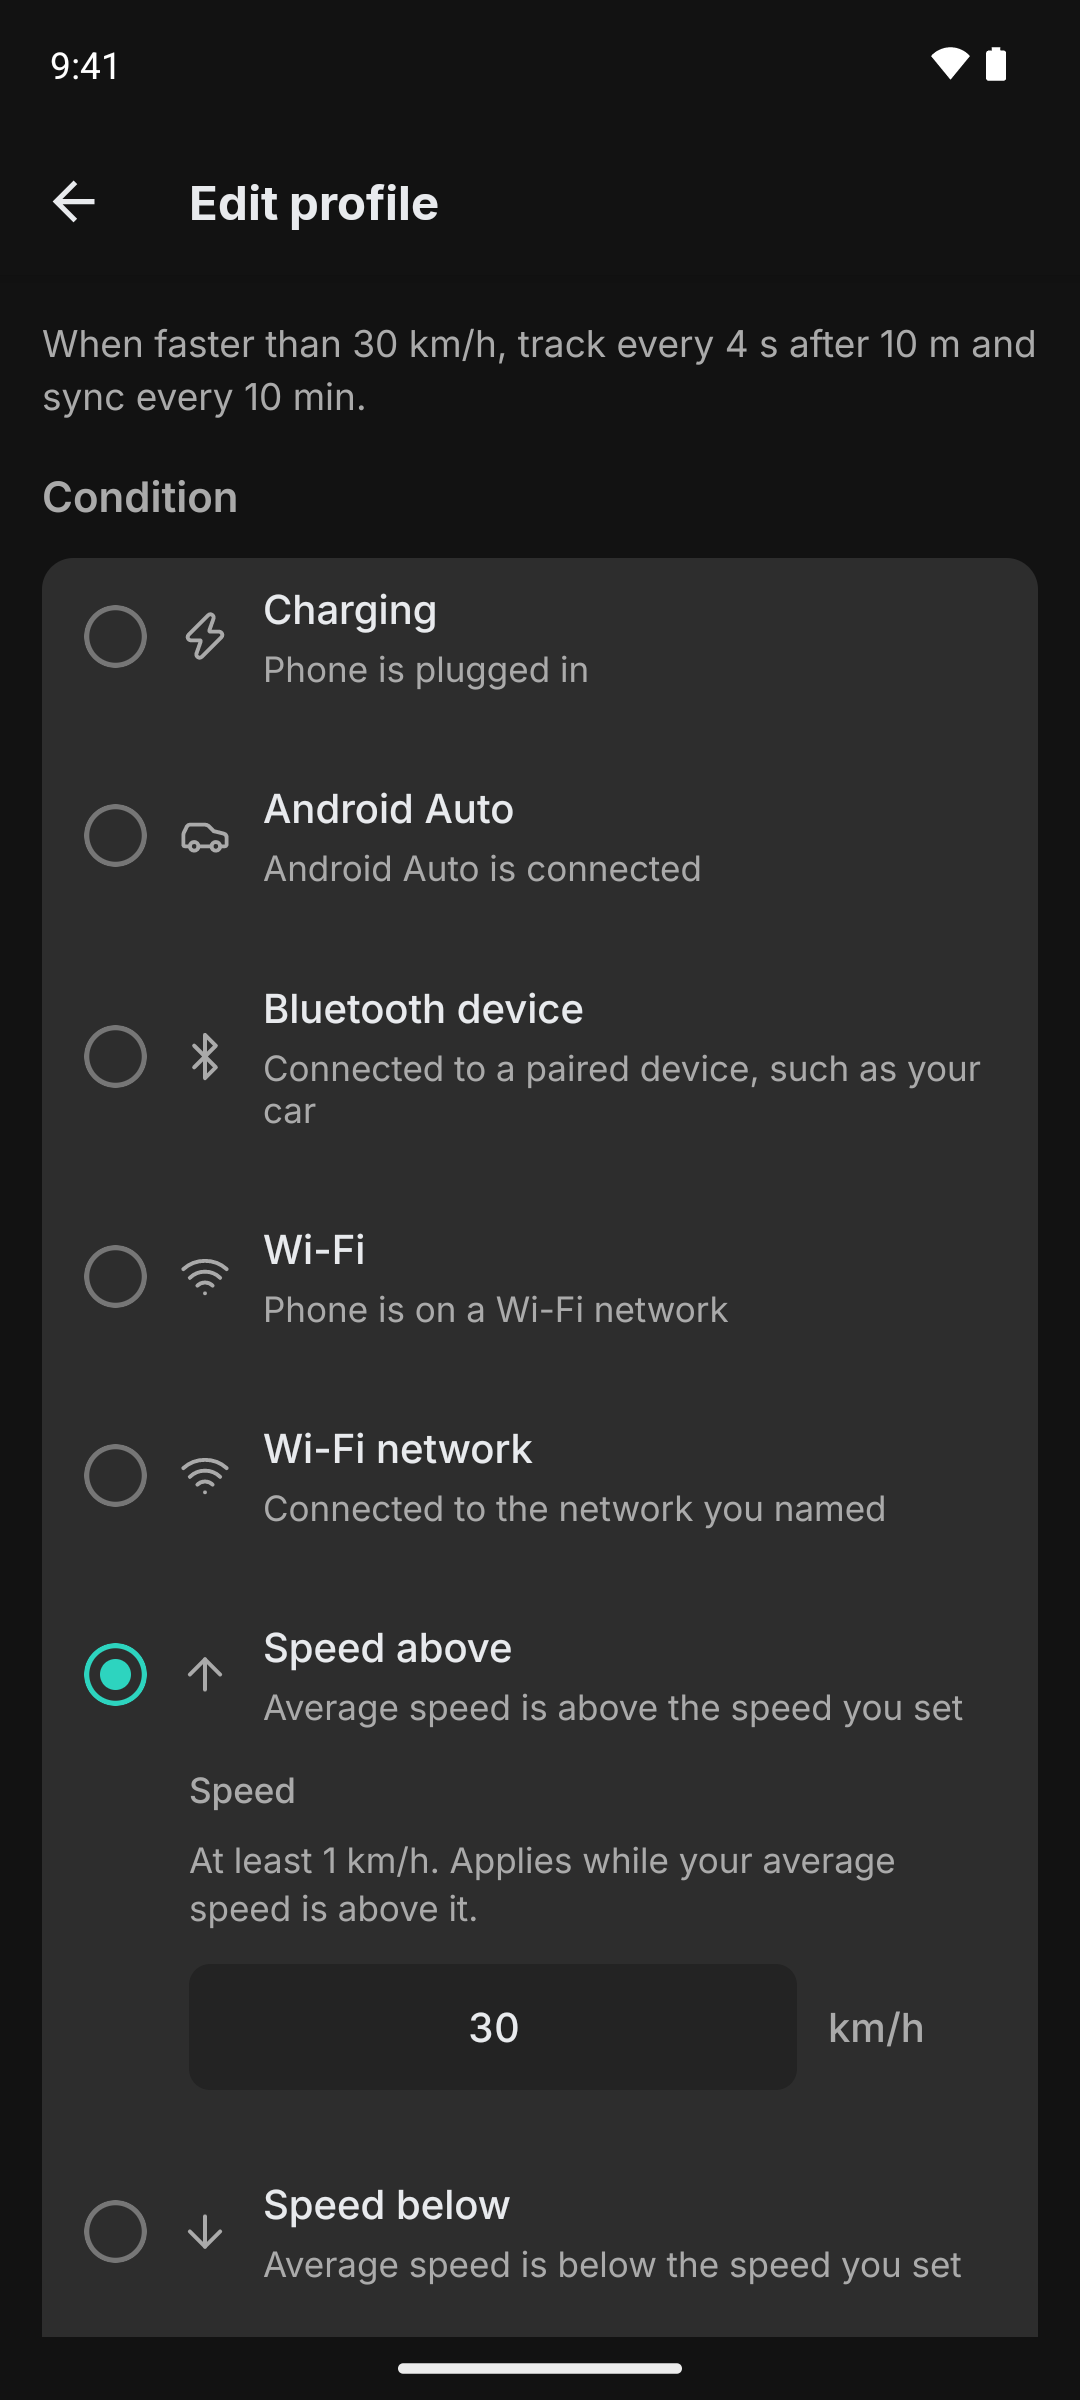 9:41
Edit profile
When faster than 30 km/h, track every 4 s after 10 m and
sync every 10 min.
Condition
Charging
Phone is plugged in
Android Auto
Android Auto is connected
Bluetooth device
Connected to a paired device, such as your
car
Wi-Fi
Phone is on a Wi-Fi network
Wi-Fi network
Connected to the network you named
Speed above
Average speed is above the speed you set
Speed
At least 1 km/h. Applies while your average
speed is above it.
30 km/h
Speed below
Average speed is below the speed you set